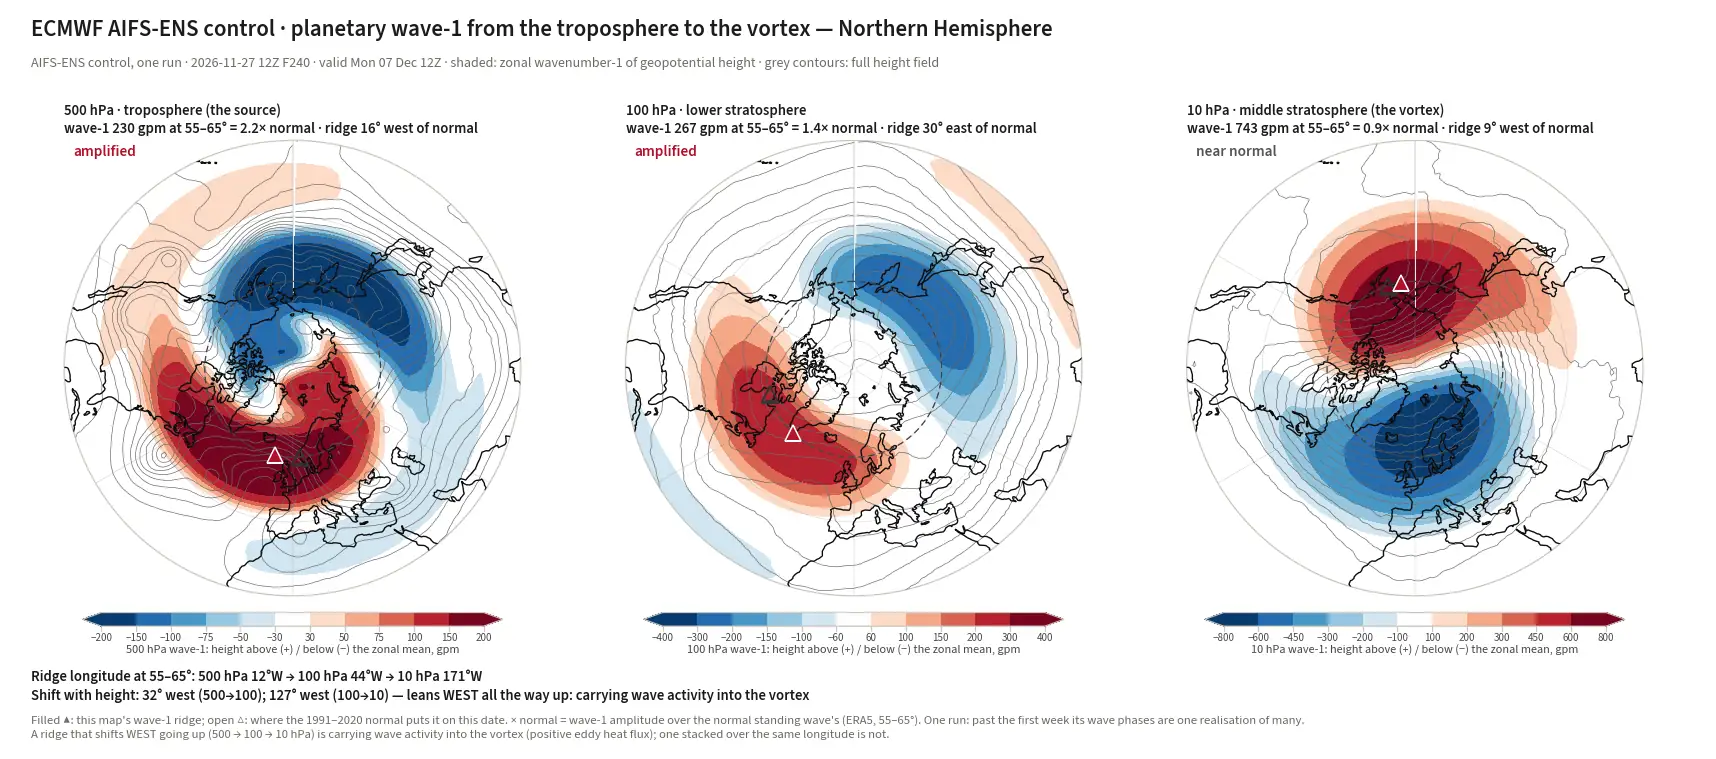 ECMWF AIFS-ENS control · planetary wave-1 from the troposphere to the vortex — Northern Hemisphere
AIFS-ENS control, one run · 2026-11-27 12Z F240 · valid Mon 07 Dec 12Z · shaded: zonal wavenumber-1 of geopotential height · grey contours: full height field
500 hPa · troposphere (the source)
wave-1 230 gpm at 55–65° = 2.2× normal · ridge 16° west of normal
amplified
100 hPa · lower stratosphere
wave-1 267 gpm at 55–65° = 1.4× normal · ridge 30° east of normal
amplified
10 hPa · middle stratosphere (the vortex)
wave-1 743 gpm at 55–65° = 0.9× normal · ridge 9° west of normal
near normal
−200 −150 −100 −75 −50 −30 30 50 75 100 150 200
500 hPa wave-1: height above (+) / below (−) the zonal mean, gpm
−400 −300 −200 −150 −100 −60 60 100 150 200 300 400
100 hPa wave-1: height above (+) / below (−) the zonal mean, gpm
−800 −600 −450 −300 −200 −100 100 200 300 450 600 800
10 hPa wave-1: height above (+) / below (−) the zonal mean, gpm
Ridge longitude at 55–65°: 500 hPa 12°W → 100 hPa 44°W → 10 hPa 171°W
Shift with height: 32° west (500→100); 127° west (100→10) — leans WEST all the way up: carrying wave activity into the vortex
Filled ▲: this map's wave-1 ridge; open △: where the 1991–2020 normal puts it on this date. × normal = wave-1 amplitude over the normal standing wave's (ERA5, 55–65°). One run: past the first week its wave phases are one realisation of many.
A ridge that shifts WEST going up (500 → 100 → 10 hPa) is carrying wave activity into the vortex (positive eddy heat flux); one stacked over the same longitude is not.